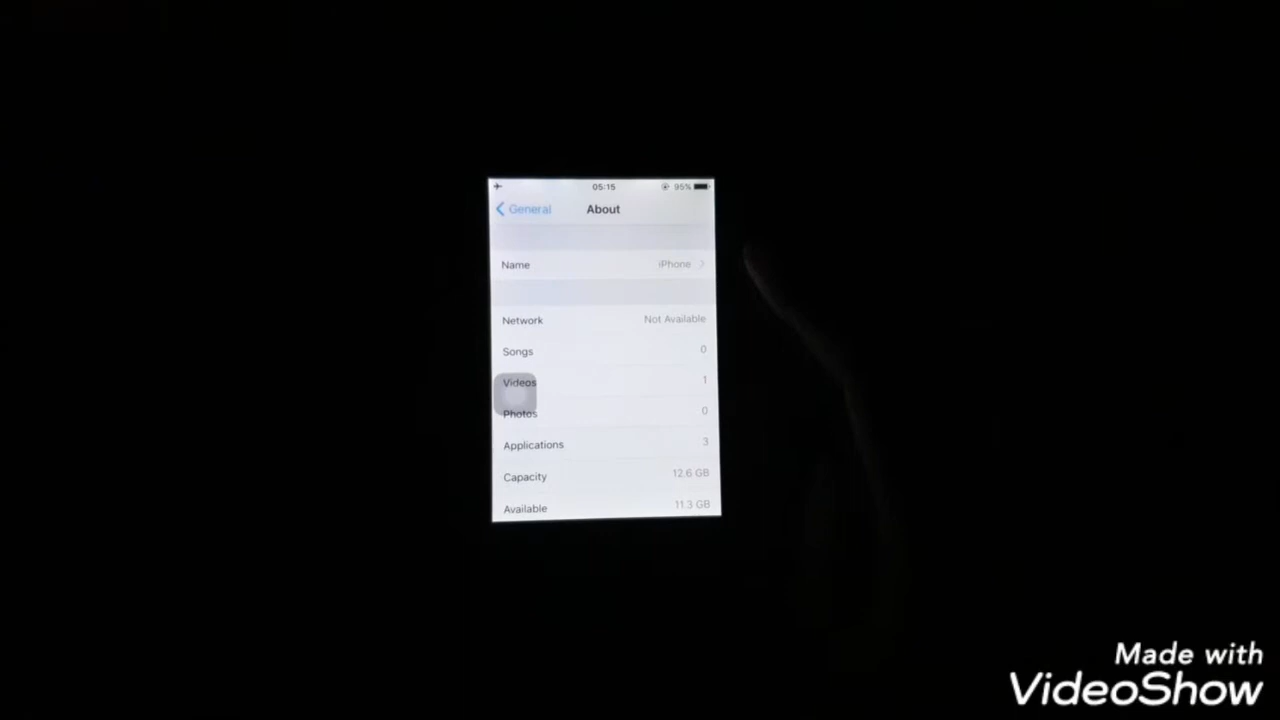 05:15 95%
General About
Name iPhone
Network Not Available
Songs 0
Videos 1
Photos 0
Applications 3
Capacity 12.6 GB
Available 11.3 GB
Made with
VideoShow